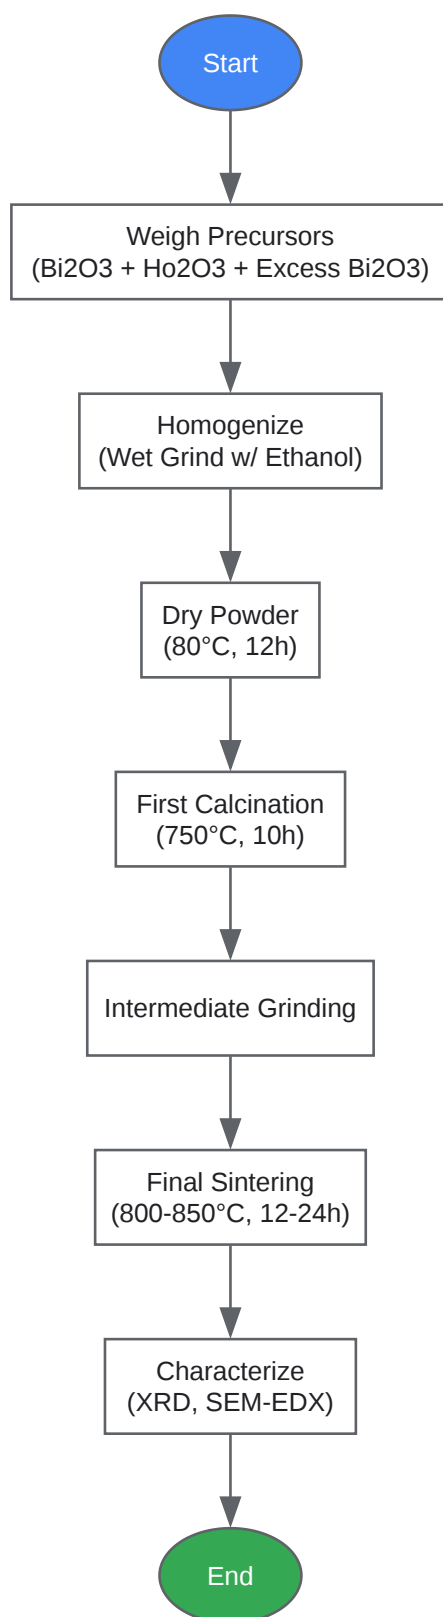 Start
Weigh Precursors
(Bi2O3 + Ho2O3 + Excess Bi2O3)
Homogenize
(Wet Grind w/ Ethanol)
Dry Powder
(80°C, 12h)
First Calcination
(750°C, 10h)
Intermediate Grinding
Final Sintering
(800-850°C, 12-24h)
Characterize
(XRD, SEM-EDX)
End